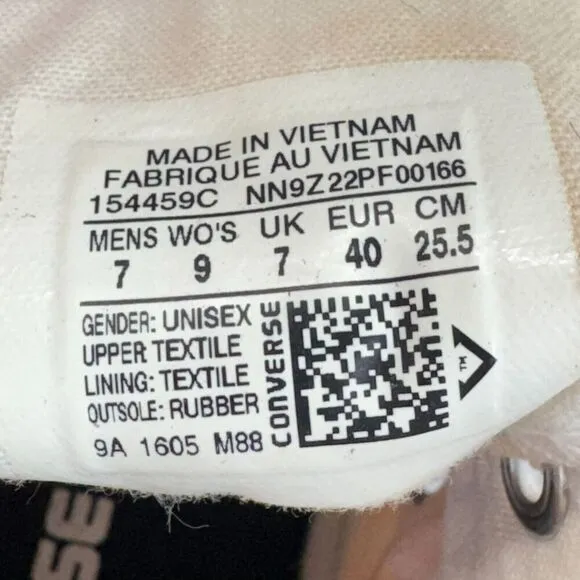 MADE IN VIETNAM
FABRIQUE AU VIETNAM
154459C NN9Z22PF00166
MENS WO'S UK EUR CM
7 9 7 40 25.5
GENDER: UNISEX
UPPER TEXTILE
LINING: TEXTILE
OUTSOLE: RUBBER
9A 1605 M88
CONVERSE
SE